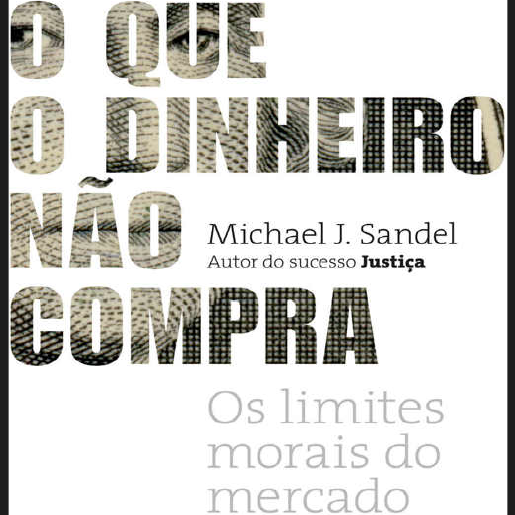 O QUE
O DINHEIRO
NÃO
COMPRA
Michael J. Sandel
Autor do sucesso Justiça
Os limites
morais do
mercado